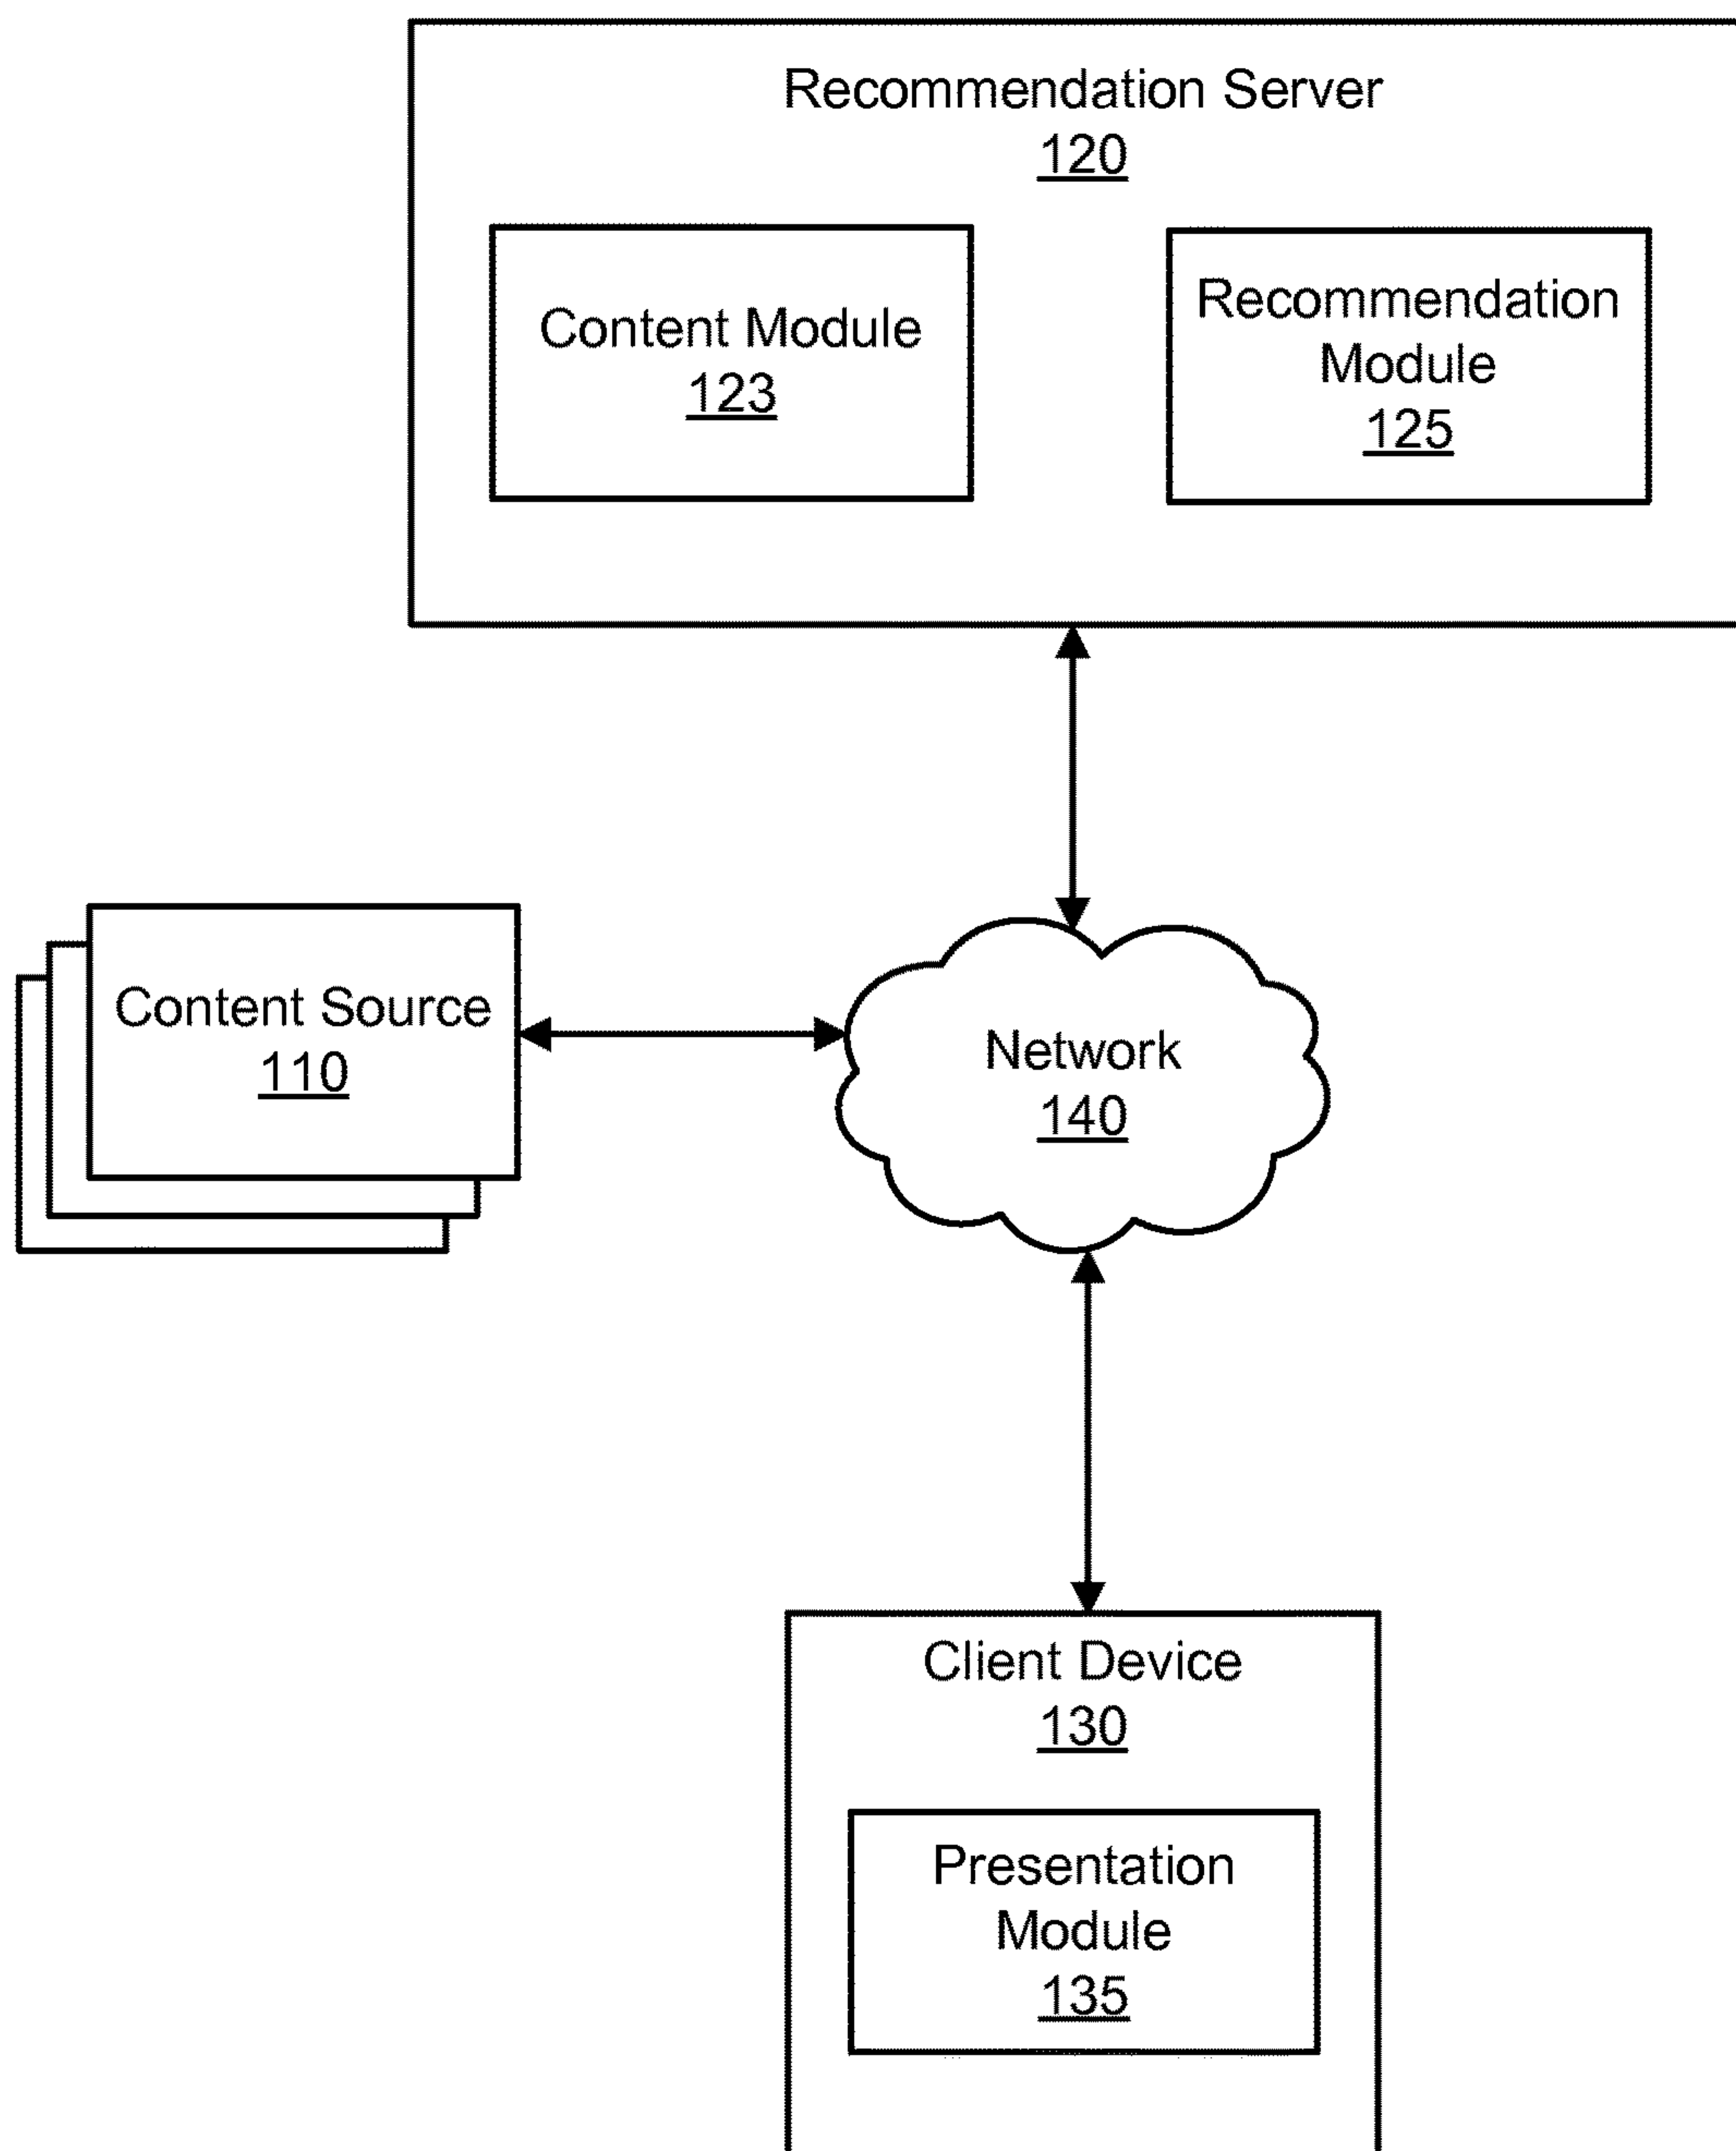 Recommendation Server
120
Content Module
123
Recommendation
Module
125
Content Source
110
Network
140
Client Device
130
Presentation
Module
135